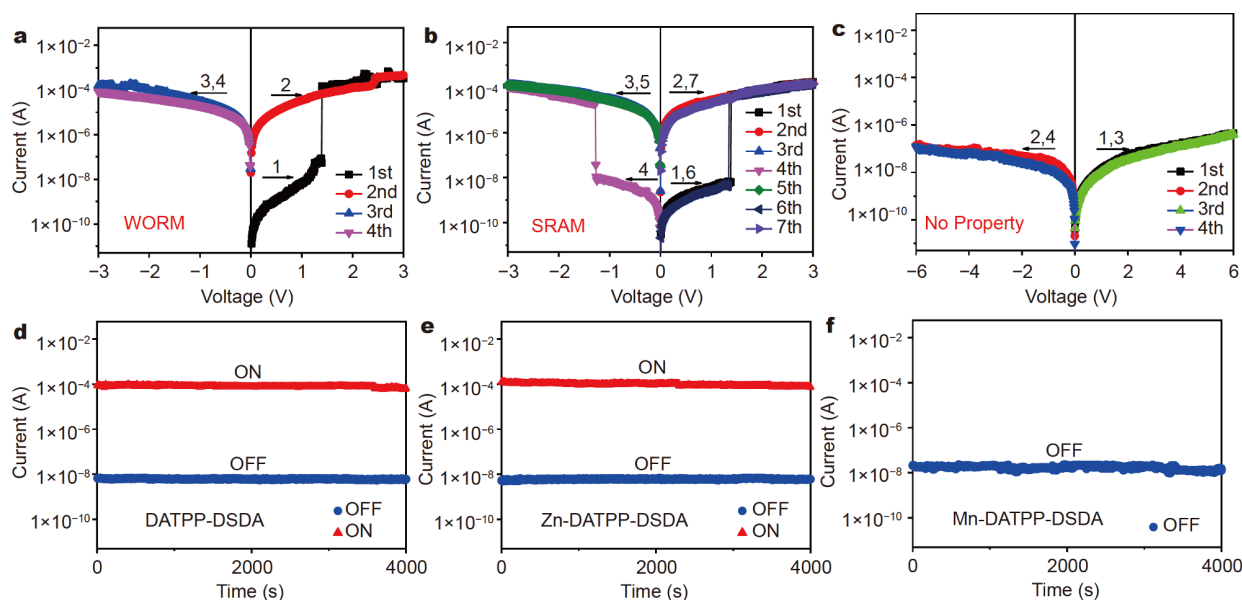 a
Current (A)
1×10⁻²
1×10⁻⁴
1×10⁻⁶
1×10⁻⁸
1×10⁻¹⁰
3,4
2
1
1st
2nd
3rd
4th
WORM
−3 −2 −1 0 1 2 3
Voltage (V)
b
Current (A)
1×10⁻²
1×10⁻⁴
1×10⁻⁶
1×10⁻⁸
1×10⁻¹⁰
3,5
2,7
4
1,6
1st
2nd
3rd
4th
5th
6th
7th
SRAM
−3 −2 −1 0 1 2 3
Voltage (V)
c
Current (A)
1×10⁻²
1×10⁻⁴
1×10⁻⁶
1×10⁻⁸
1×10⁻¹⁰
2,4
1,3
1st
2nd
3rd
4th
No Property
−6 −4 −2 0 2 4 6
Voltage (V)
d
Current (A)
1×10⁻²
1×10⁻⁴
1×10⁻⁶
1×10⁻⁸
1×10⁻¹⁰
ON
OFF
DATPP-DSDA
OFF
ON
0 2000 4000
Time (s)
e
Current (A)
1×10⁻²
1×10⁻⁴
1×10⁻⁶
1×10⁻⁸
1×10⁻¹⁰
ON
OFF
Zn-DATPP-DSDA
OFF
ON
0 2000 4000
Time (s)
f
Current (A)
1×10⁻²
1×10⁻⁴
1×10⁻⁶
1×10⁻⁸
1×10⁻¹⁰
OFF
Mn-DATPP-DSDA
OFF
0 2000 4000
Time (s)